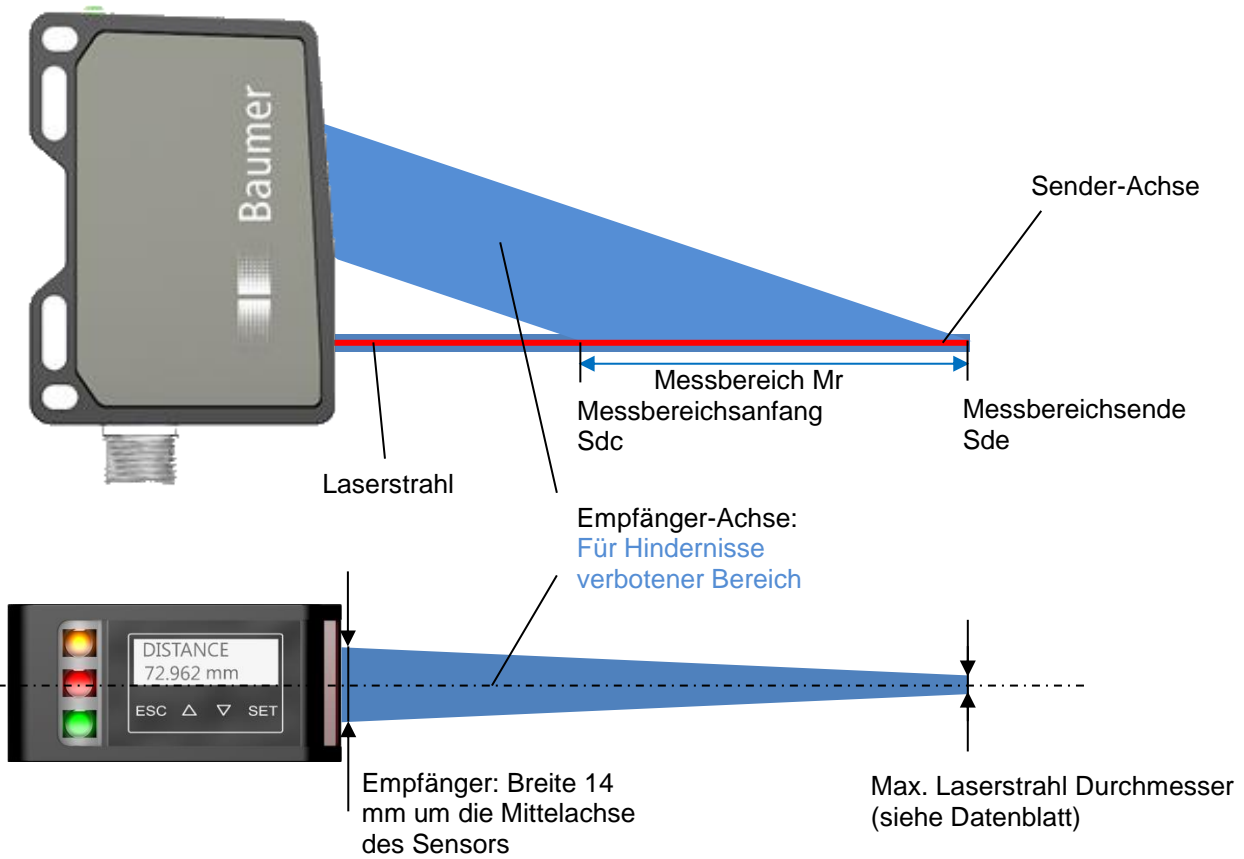 Baumer
Sender-Achse
Messbereich Mr
Messbereichsanfang
Sdc
Messbereichsende
Sde
Laserstrahl
Empfänger-Achse:
Für Hindernisse
verbotener Bereich
DISTANCE
72.962 mm
ESC △ ▽ SET
Empfänger: Breite 14
mm um die Mittelachse
des Sensors
Max. Laserstrahl Durchmesser
(siehe Datenblatt)